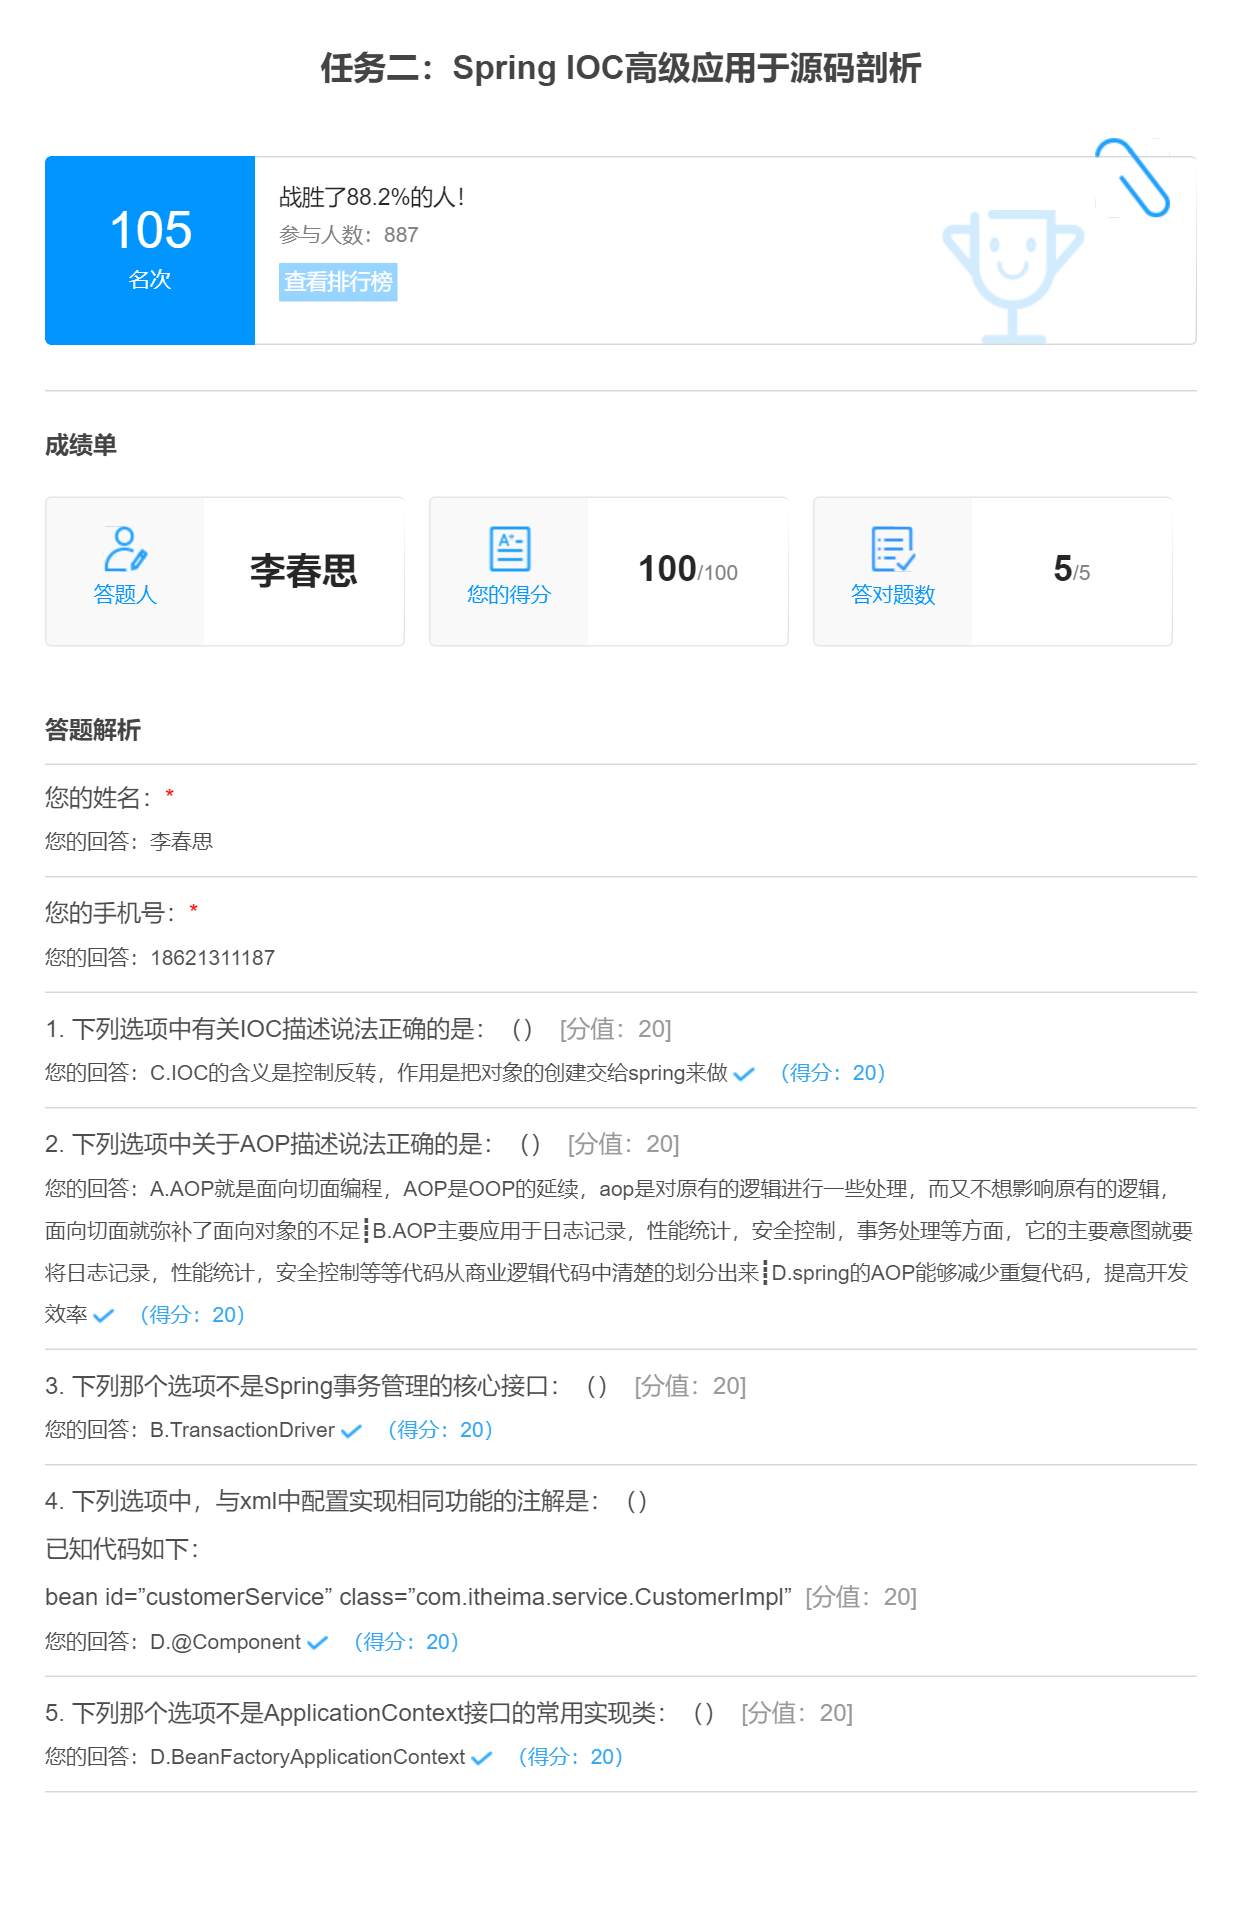 任务二：Spring IOC高级应用于源码剖析
105
名次
战胜了88.2%的人！
参与人数：887
查看排行榜
成绩单
答题人
李春思
您的得分
100/100
答对题数
5/5
答题解析
您的姓名：*
您的回答：李春思
您的手机号：*
您的回答：18621311187
1. 下列选项中有关IOC描述说法正确的是：（） [分值：20]
您的回答：C.IOC的含义是控制反转，作用是把对象的创建交给spring来做 （得分：20）
2. 下列选项中关于AOP描述说法正确的是：（） [分值：20]
您的回答：A.AOP就是面向切面编程，AOP是OOP的延续，aop是对原有的逻辑进行一些处理，而又不想影响原有的逻辑，
面向切面就弥补了面向对象的不足┋B.AOP主要应用于日志记录，性能统计，安全控制，事务处理等方面，它的主要意图就要
将日志记录，性能统计，安全控制等等代码从商业逻辑代码中清楚的划分出来┋D.spring的AOP能够减少重复代码，提高开发
效率 （得分：20）
3. 下列那个选项不是Spring事务管理的核心接口：（） [分值：20]
您的回答：B.TransactionDriver （得分：20）
4. 下列选项中，与xml中配置实现相同功能的注解是：（）
已知代码如下：
bean id=”customerService” class=”com.itheima.service.CustomerImpl” [分值：20]
您的回答：D.@Component （得分：20）
5. 下列那个选项不是ApplicationContext接口的常用实现类：（） [分值：20]
您的回答：D.BeanFactoryApplicationContext （得分：20）